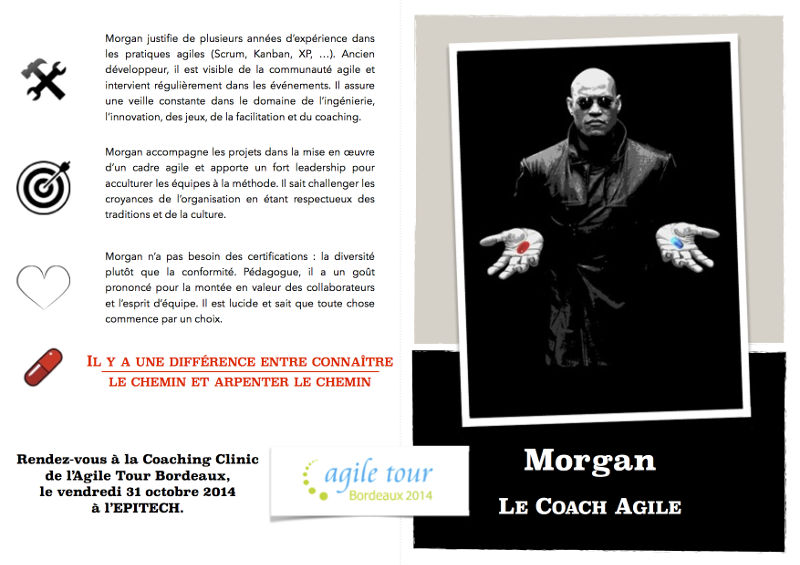 Morgan justifie de plusieurs années d’expérience dans
les pratiques agiles (Scrum, Kanban, XP, …). Ancien
développeur, il est visible de la communauté agile et
intervient régulièrement dans les événements. Il assure
une veille constante dans le domaine de l’ingénierie,
l’innovation, des jeux, de la facilitation et du coaching.
Morgan accompagne les projets dans la mise en œuvre
d’un cadre agile et apporte un fort leadership pour
acculturer les équipes à la méthode. Il sait challenger les
croyances de l’organisation en étant respectueux des
traditions et de la culture.
Morgan n’a pas besoin des certifications : la diversité
plutôt que la conformité. Pédagogue, il a un goût
prononcé pour la montée en valeur des collaborateurs
et l’esprit d’équipe. Il est lucide et sait que toute chose
commence par un choix.
Il y a une différence entre connaître
le chemin et arpenter le chemin
Rendez-vous à la Coaching Clinic
de l’Agile Tour Bordeaux,
le vendredi 31 octobre 2014
à l’EPITECH.
agile tour
Bordeaux 2014
Morgan
Le Coach Agile